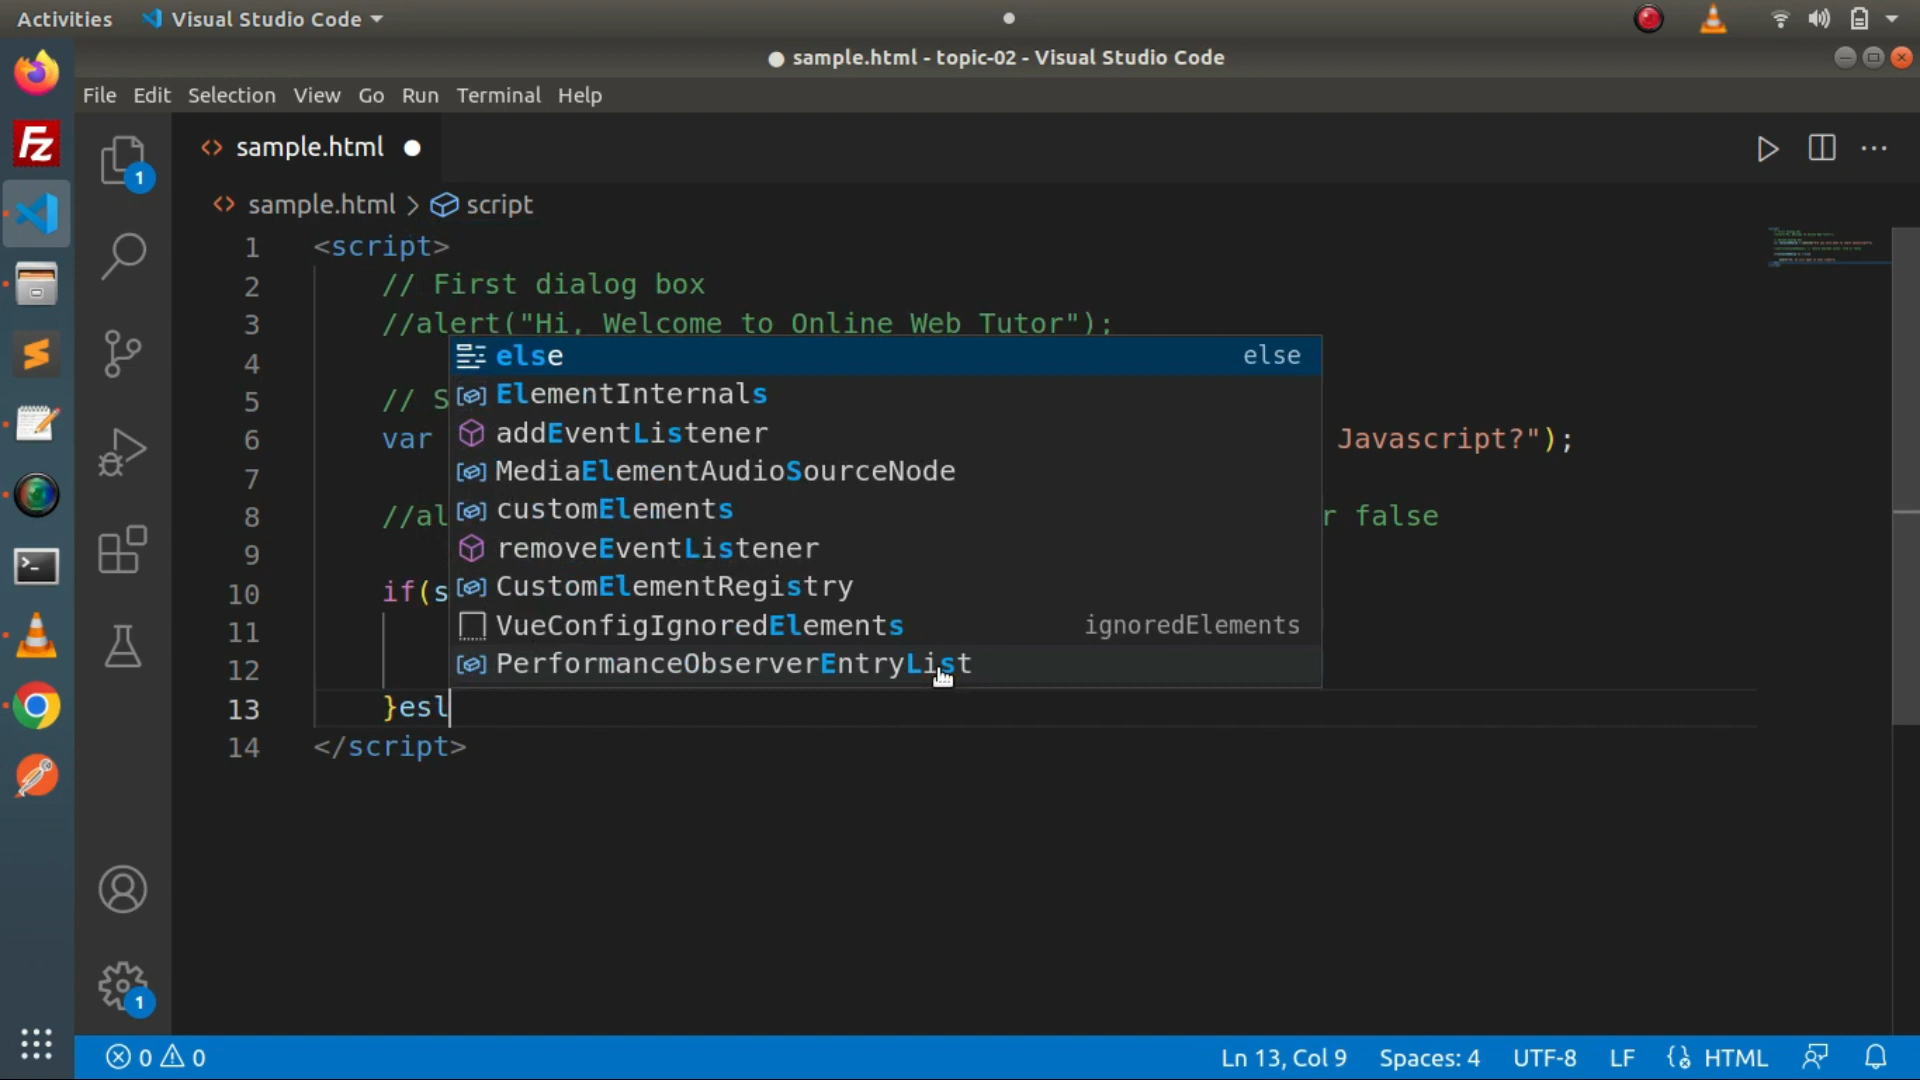 Activities
Visual Studio Code
sample.html - topic-02 - Visual Studio Code
File Edit Selection View Go Run Terminal Help
Fz
1
<> sample.html
<> sample.html > script
1 <script>
2 // First dialog box
3 //alert("Hi, Welcome to Online Web Tutor");
4 else else
ElementInternals
5 // S addEventListener
6 var Javascript?");
MediaElementAudioSourceNode
7
8 //al customElements r false
9 removeEventListener
10 if(s CustomElementRegistry
11 VueConfigIgnoredElements ignoredElements
12 PerformanceObserverEntryList
13 }esl
14 </script>
1
0 0
Ln 13, Col 9 Spaces: 4 UTF-8 LF HTML